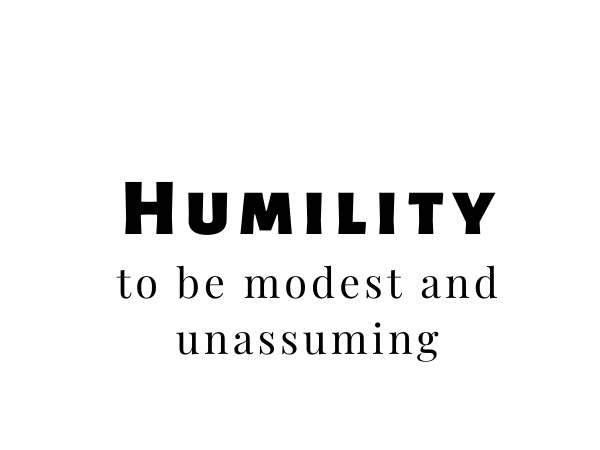 Humility
to be modest and
unassuming